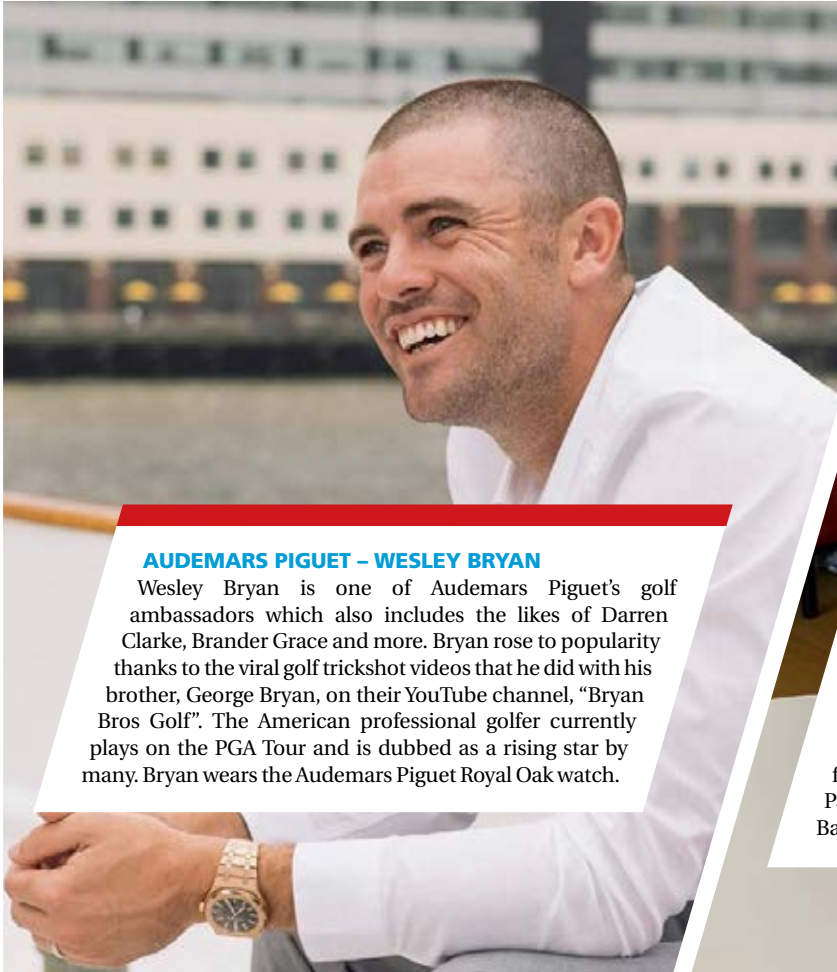 AUDEMARS PIGUET – WESLEY BRYAN
Wesley Bryan is one of Audemars Piguet’s golf
ambassadors which also includes the likes of Darren
Clarke, Brander Grace and more. Bryan rose to popularity
thanks to the viral golf trickshot videos that he did with his
brother, George Bryan, on their YouTube channel, “Bryan
Bros Golf”. The American professional golfer currently
plays on the PGA Tour and is dubbed as a rising star by
many. Bryan wears the Audemars Piguet Royal Oak watch.